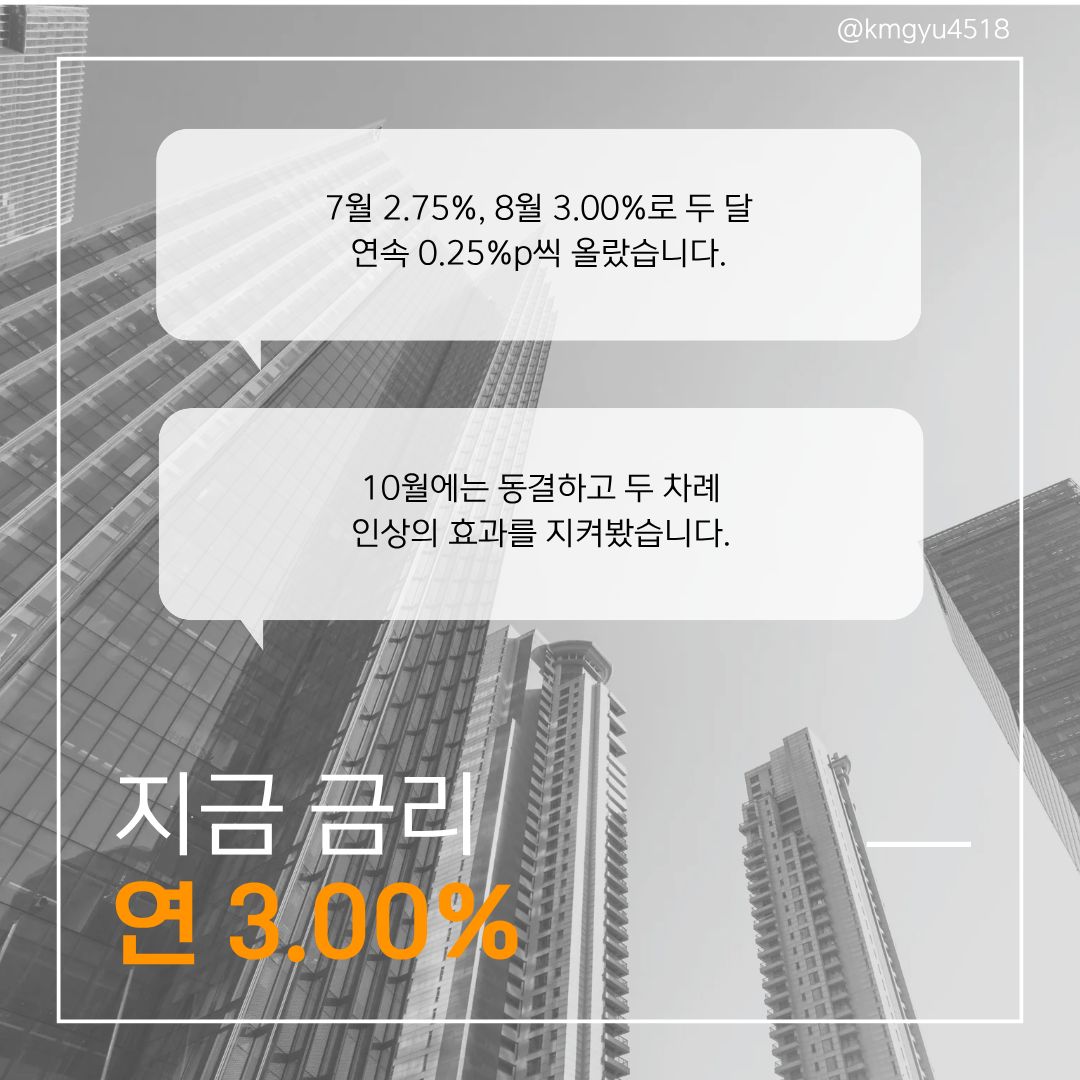 @kmgyu4518
7월 2.75%, 8월 3.00%로 두 달
연속 0.25%p씩 올랐습니다.
10월에는 동결하고 두 차례
인상의 효과를 지켜봤습니다.
지금 금리
연 3.00%